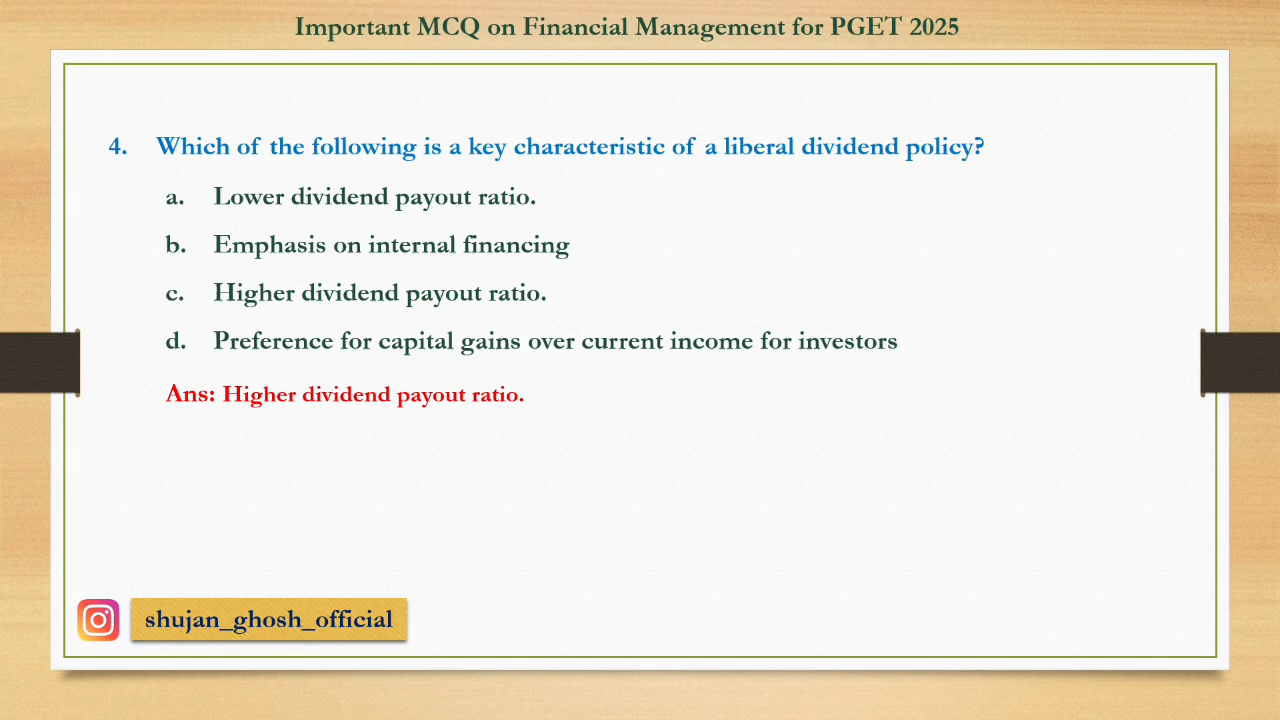 Important MCQ on Financial Management for PGET 2025
4. Which of the following is a key characteristic of a liberal dividend policy?
a. Lower dividend payout ratio.
b. Emphasis on internal financing
c. Higher dividend payout ratio.
d. Preference for capital gains over current income for investors
Ans: Higher dividend payout ratio.
shujan_ghosh_official